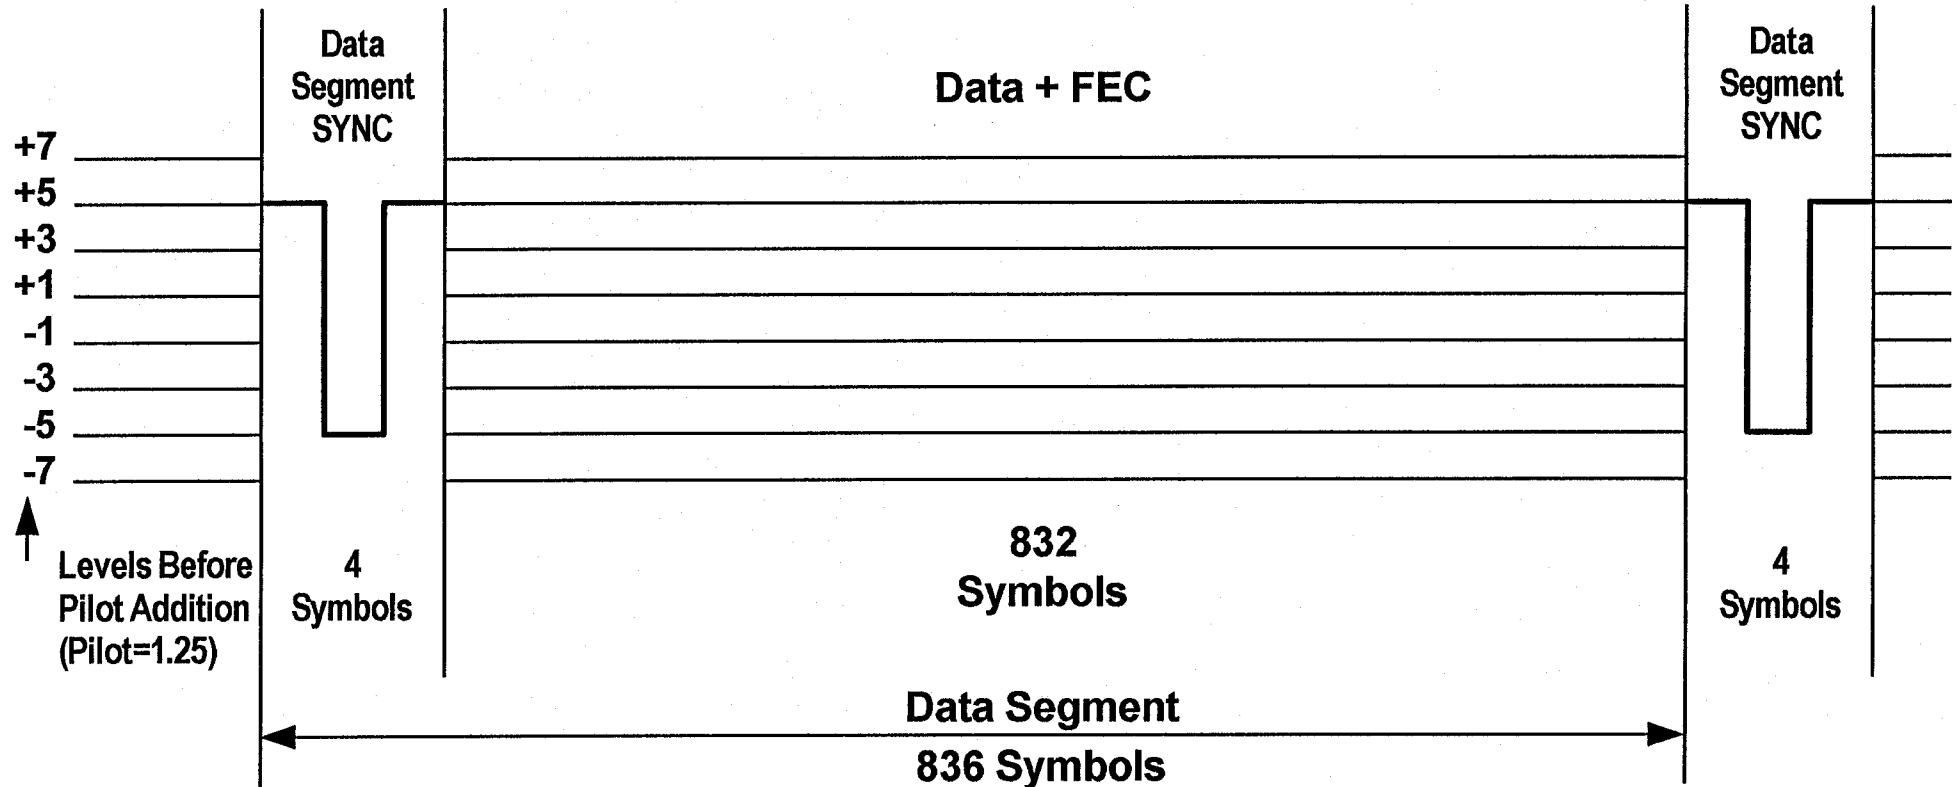 Data
Segment
SYNC
Data + FEC
Data
Segment
SYNC
+7
+5
+3
+1
-1
-3
-5
-7
Levels Before
Pilot Addition
(Pilot=1.25)
4
Symbols
832
Symbols
4
Symbols
Data Segment
836 Symbols